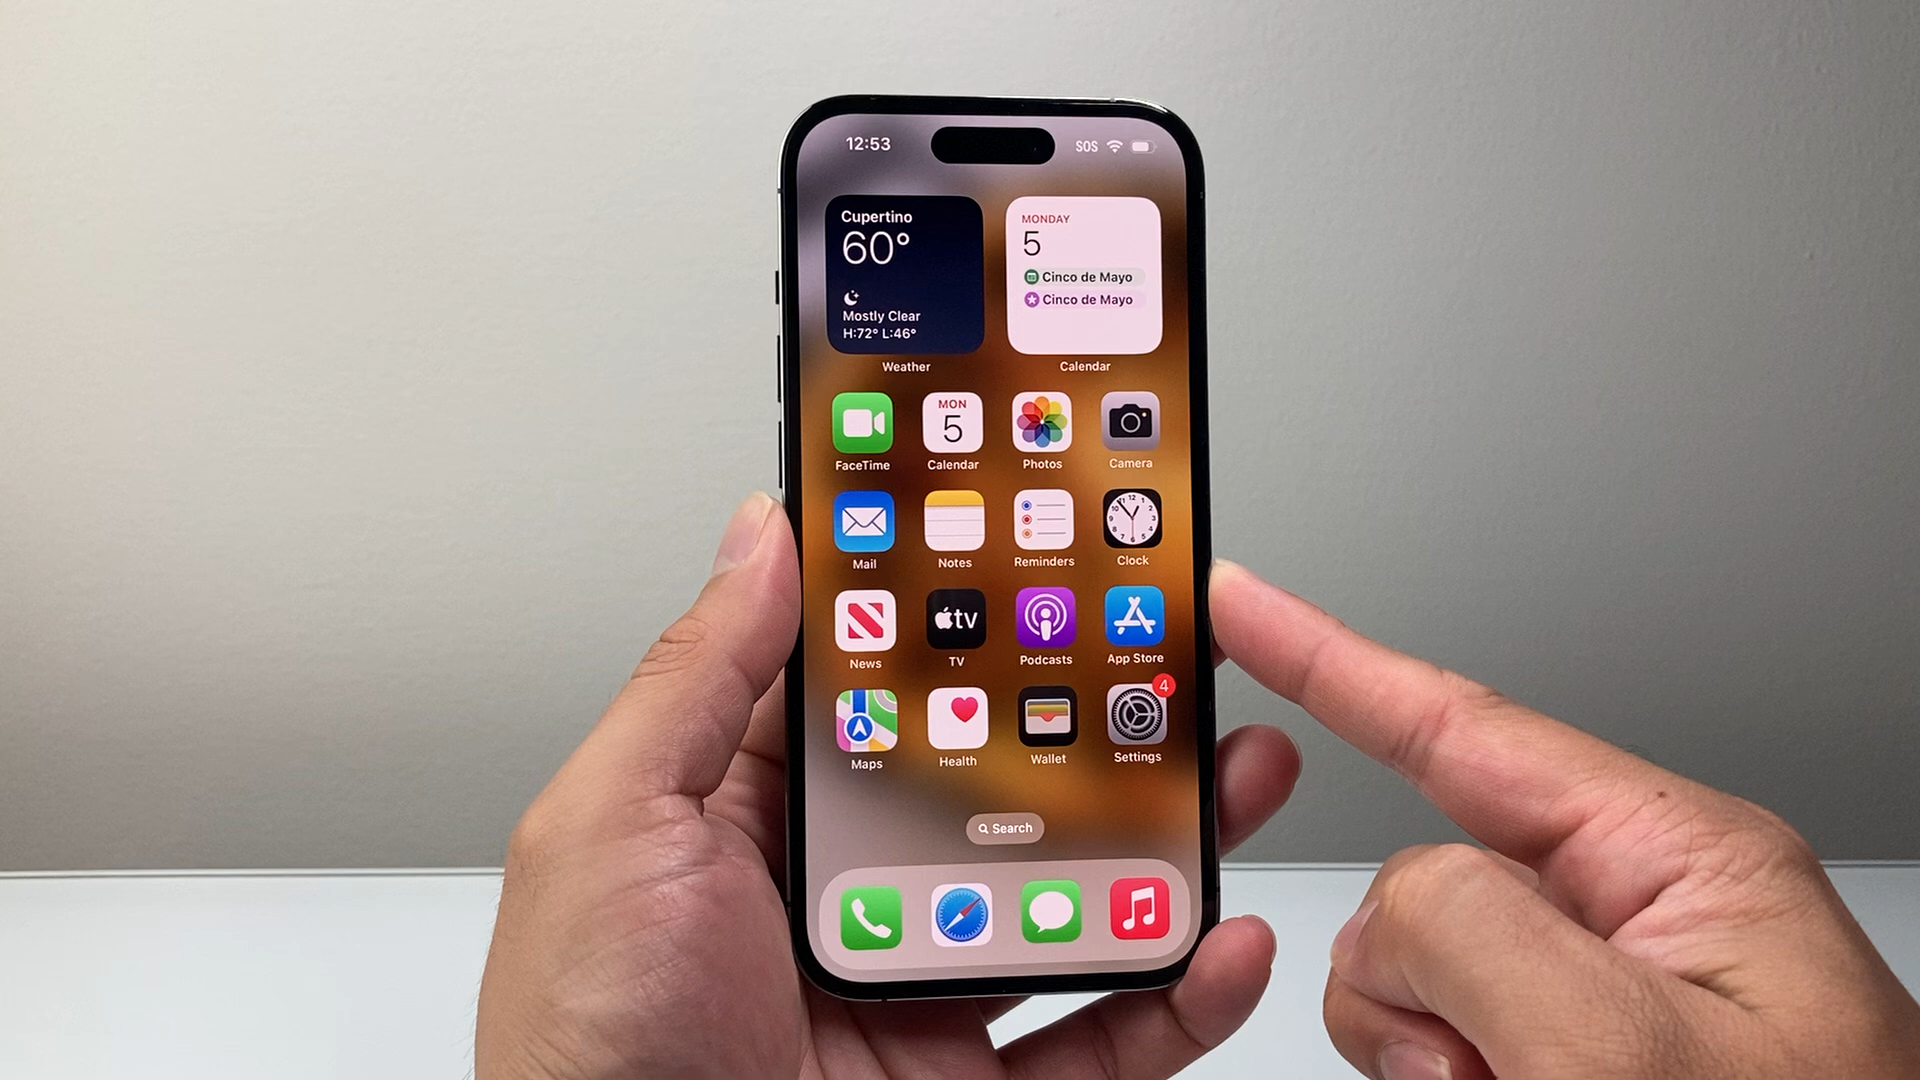 12:53
SOS
Cupertino
60°
Mostly Clear
H:72° L:46°
Weather
MONDAY
5
Cinco de Mayo
Cinco de Mayo
Calendar
FaceTime
MON
5
Calendar
Photos
Camera
Mail
Notes
Reminders
Clock
News
tv
TV
Podcasts
App Store
Maps
Health
Wallet
4
Settings
Search